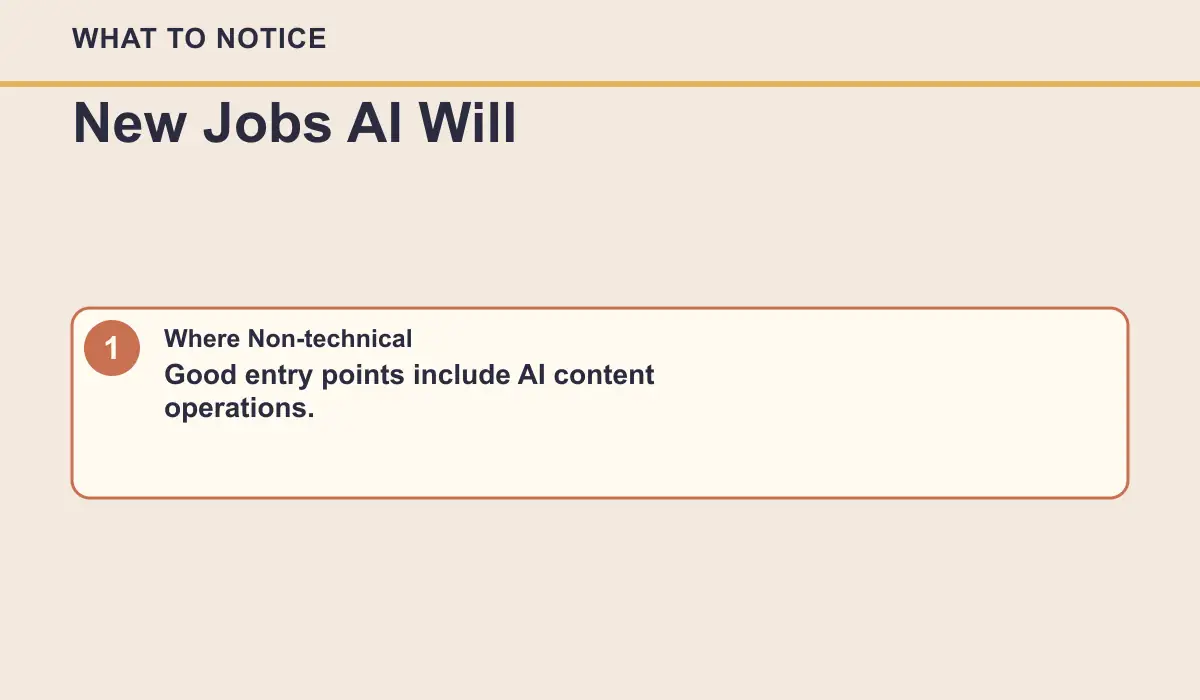 WHAT TO NOTICE
New Jobs AI Will
1
Where Non-technical
Good entry points include AI content
operations.